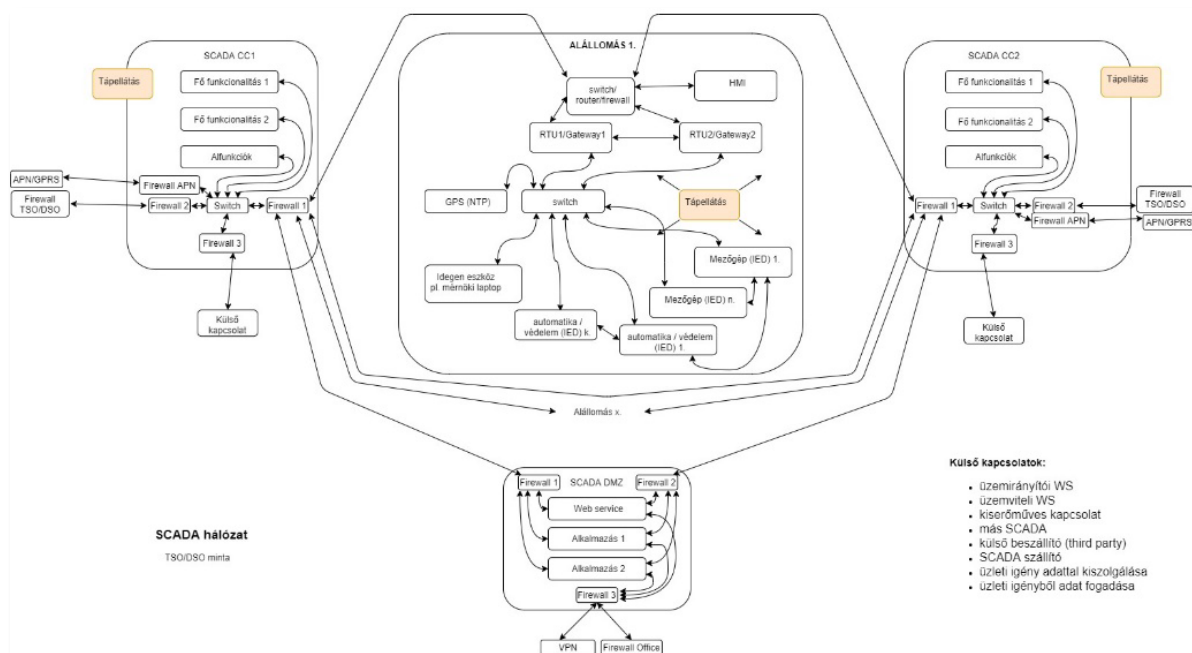 SCADA CC1
Tápellátás
Fő funkcionalitás 1
Fő funkcionalitás 2
Alfunkciók
APN/GPRS
Firewall APN
Firewall
TSO/DSO
Firewall 2
Switch
Firewall 1
Firewall 3
Külső
kapcsolat
ALÁLLOMÁS 1.
switch/
router/firewall
HMI
RTU1/Gateway1
RTU2/Gateway2
GPS (NTP)
switch
Tápellátás
Idegen eszköz
pl. mérnöki laptop
Mezőgép (IED) 1.
Mezőgép (IED) n.
automatika /
védelem (IED) k.
automatika / védelem
(IED) 1.
SCADA CC2
Tápellátás
Fő funkcionalitás 1
Fő funkcionalitás 2
Alfunkciók
Firewall 1
Switch
Firewall 2
Firewall
TSO/DSO
Firewall APN
APN/GPRS
Firewall 3
Külső
kapcsolat
Alállomás x.
Firewall 1
SCADA DMZ
Firewall 2
Web service
Alkalmazás 1
Alkalmazás 2
Firewall 3
VPN
Firewall Office
SCADA hálózat
TSO/DSO minta
Külső kapcsolatok:
• üzemirányítói WS
• üzemviteli WS
• kiserőműves kapcsolat
• más SCADA
• külső beszállító (third party)
• SCADA szállító
• üzleti igény adattal kiszolgálása
• üzleti igényből adat fogadása